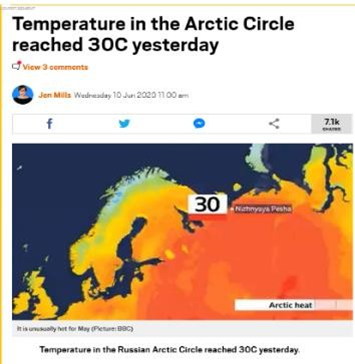 Temperature in the Arctic Circle
reached 30C yesterday
View 3 comments
Jen Mills Wednesday 10 Jun 2020 11:00 am
7.1k
SHARES
30
Nizhnyaya Pesha
Arctic heat
It is unusually hot for May (Picture: BBC)
Temperature in the Russian Arctic Circle reached 30C yesterday.